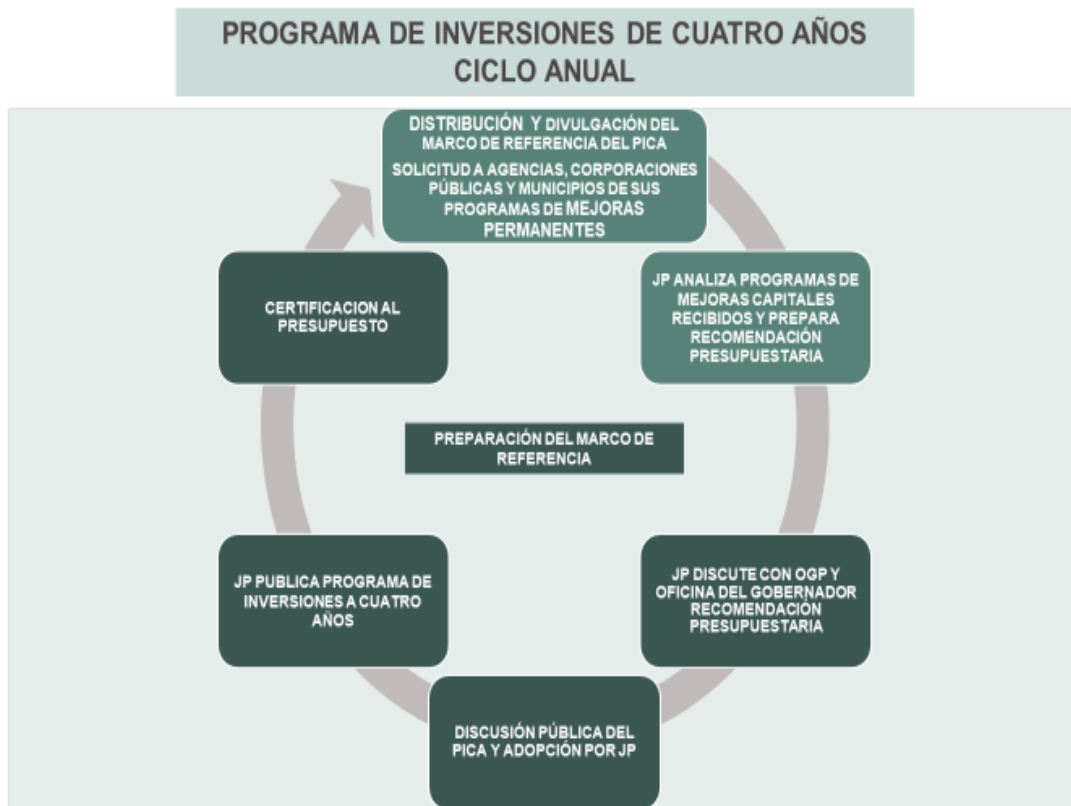 PROGRAMA DE INVERSIONES DE CUATRO AÑOS
CICLO ANUAL
DISTRIBUCIÓN Y DIVULGACIÓN DEL
MARCO DE REFERENCIA DEL PICA
SOLICITUD A AGENCIAS, CORPORACIONES
PÚBLICAS Y MUNICIPIOS DE SUS
PROGRAMAS DE MEJORAS
PERMANENTES
JP ANALIZA PROGRAMAS DE
MEJORAS CAPITALES
RECIBIDOS Y PREPARA
RECOMENDACIÓN
PRESUPUESTARIA
JP DISCUTE CON OGP Y
OFICINA DEL GOBERNADOR
RECOMENDACIÓN
PRESUPUESTARIA
DISCUSIÓN PÚBLICA DEL
PICA Y ADOPCIÓN POR JP
JP PUBLICA PROGRAMA DE
INVERSIONES A CUATRO
AÑOS
CERTIFICACION AL
PRESUPUESTO
PREPARACIÓN DEL MARCO DE
REFERENCIA